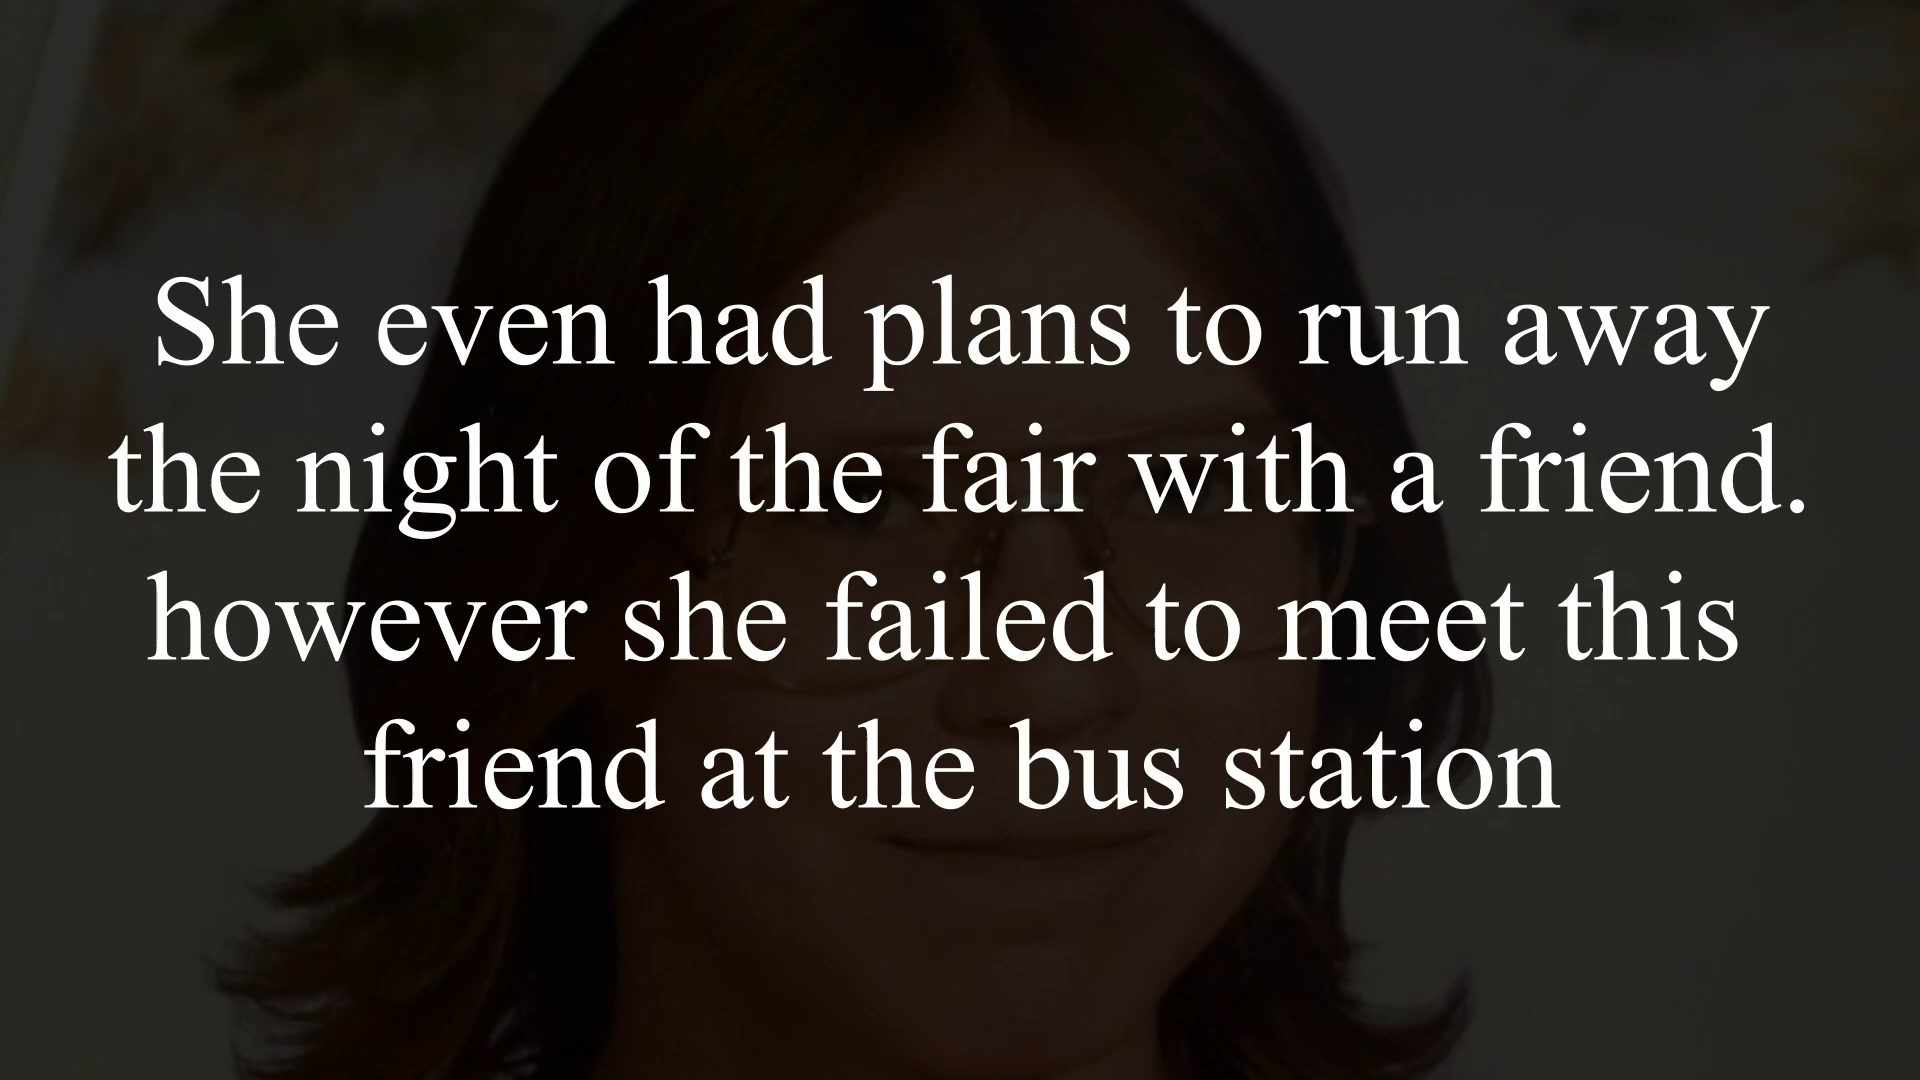 She even had plans to run away
the night of the fair with a friend.
however she failed to meet this
friend at the bus station